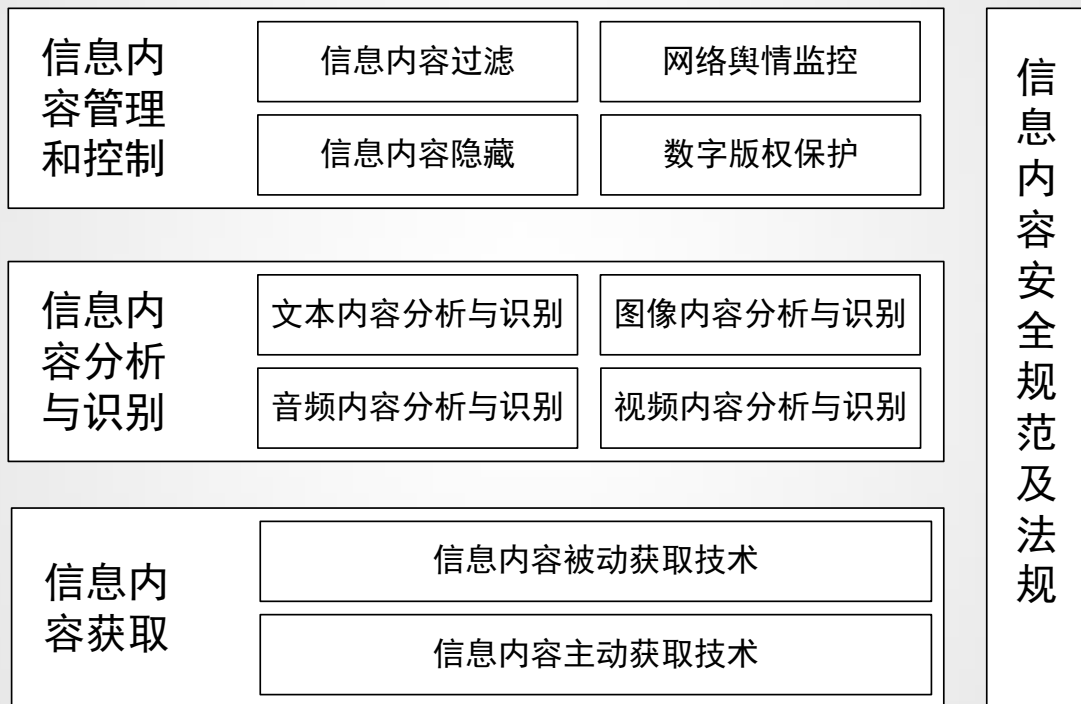 信息内
容管理
和控制
信息内容过滤
网络舆情监控
信息内容隐藏
数字版权保护
信息内
容分析
与识别
文本内容分析与识别
图像内容分析与识别
音频内容分析与识别
视频内容分析与识别
信息内
容获取
信息内容被动获取技术
信息内容主动获取技术
信息内容安全规范及法规